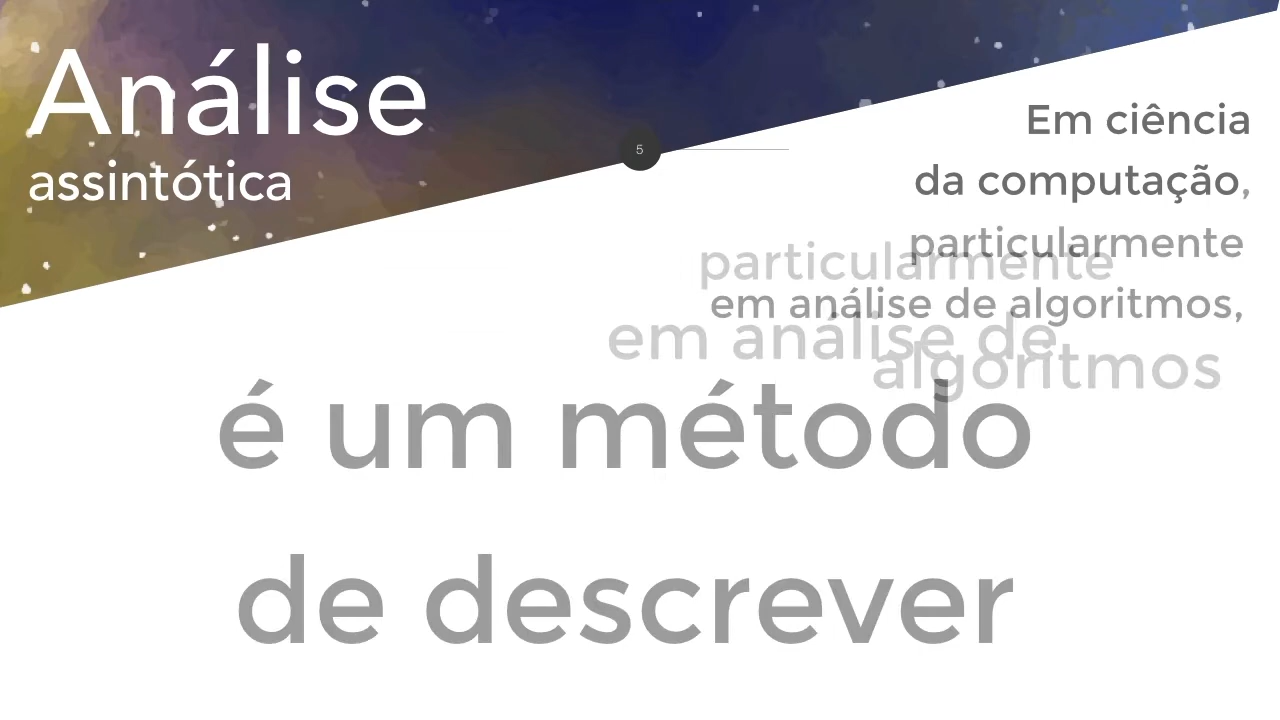 Análise
assintótica
5
Em ciência
da computação,
particularmente
particularmente
em análise de algoritmos,
em análise de
algoritmos
é um método
de descrever